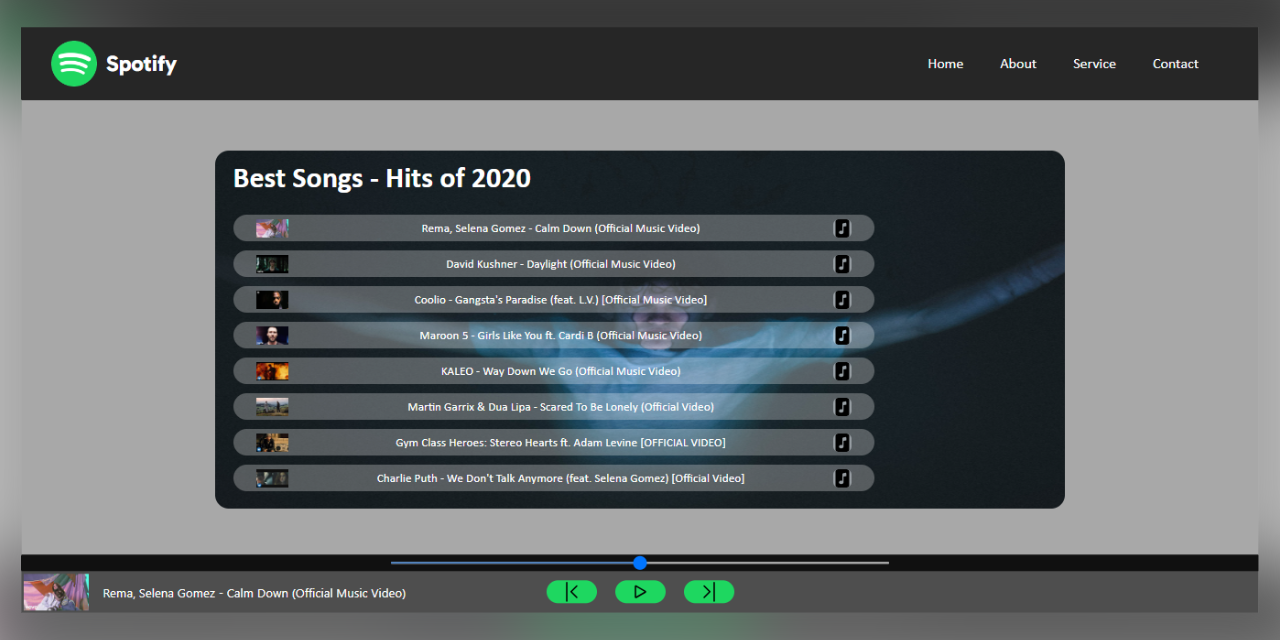 Spotify
Home About Service Contact
Best Songs - Hits of 2020
Rema, Selena Gomez - Calm Down (Official Music Video)
David Kushner - Daylight (Official Music Video)
Coolio - Gangsta's Paradise (feat. L.V.) [Official Music Video]
Maroon 5 - Girls Like You ft. Cardi B (Official Music Video)
KALEO - Way Down We Go (Official Music Video)
Martin Garrix & Dua Lipa - Scared To Be Lonely (Official Video)
Gym Class Heroes: Stereo Hearts ft. Adam Levine [OFFICIAL VIDEO]
Charlie Puth - We Don't Talk Anymore (feat. Selena Gomez) [Official Video]
Rema, Selena Gomez - Calm Down (Official Music Video)